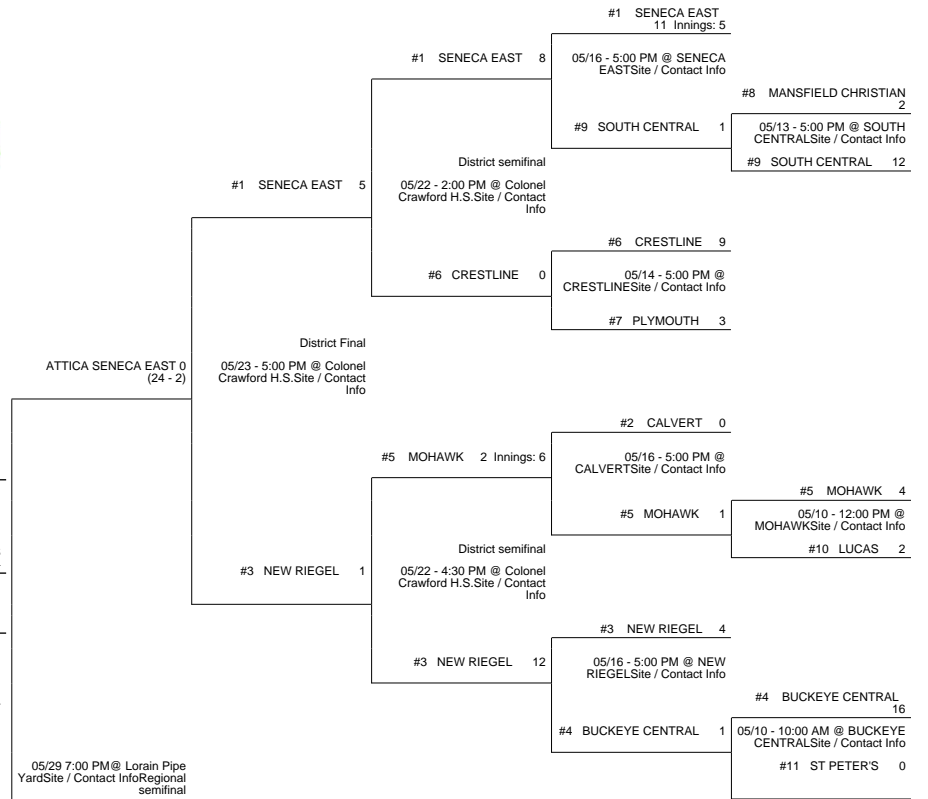 #1 SENECA EAST
11 Innings: 5
#1 SENECA EAST 8
05/16 - 5:00 PM @ SENECA
EASTSite / Contact Info
#8 MANSFIELD CHRISTIAN
2
#9 SOUTH CENTRAL 1
05/13 - 5:00 PM @ SOUTH
CENTRALSite / Contact Info
#9 SOUTH CENTRAL 12
District semifinal
#1 SENECA EAST 5
05/22 - 2:00 PM @ Colonel
Crawford H.S.Site / Contact
Info
#6 CRESTLINE 9
#6 CRESTLINE 0
05/14 - 5:00 PM @
CRESTLINESite / Contact Info
#7 PLYMOUTH 3
District Final
ATTICA SENECA EAST 0
(24 - 2)
05/23 - 5:00 PM @ Colonel
Crawford H.S.Site / Contact
Info
#2 CALVERT 0
#5 MOHAWK 2 Innings: 6
05/16 - 5:00 PM @
CALVERTSite / Contact Info
#5 MOHAWK 4
#5 MOHAWK 1
05/10 - 12:00 PM @
MOHAWKSite / Contact Info
#10 LUCAS 2
District semifinal
#3 NEW RIEGEL 1
05/22 - 4:30 PM @ Colonel
Crawford H.S.Site / Contact
Info
#3 NEW RIEGEL 4
#3 NEW RIEGEL 12
05/16 - 5:00 PM @ NEW
RIEGELSite / Contact Info
#4 BUCKEYE CENTRAL
16
#4 BUCKEYE CENTRAL 1
05/10 - 10:00 AM @ BUCKEYE
CENTRALSite / Contact Info
#11 ST PETER'S 0
05/29 7:00 PM@ Lorain Pipe
YardSite / Contact InfoRegional
semifinal